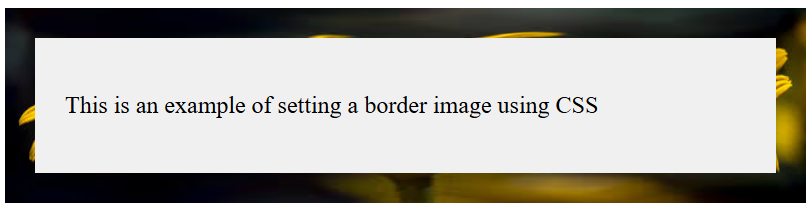 This is an example of setting a border image using CSS